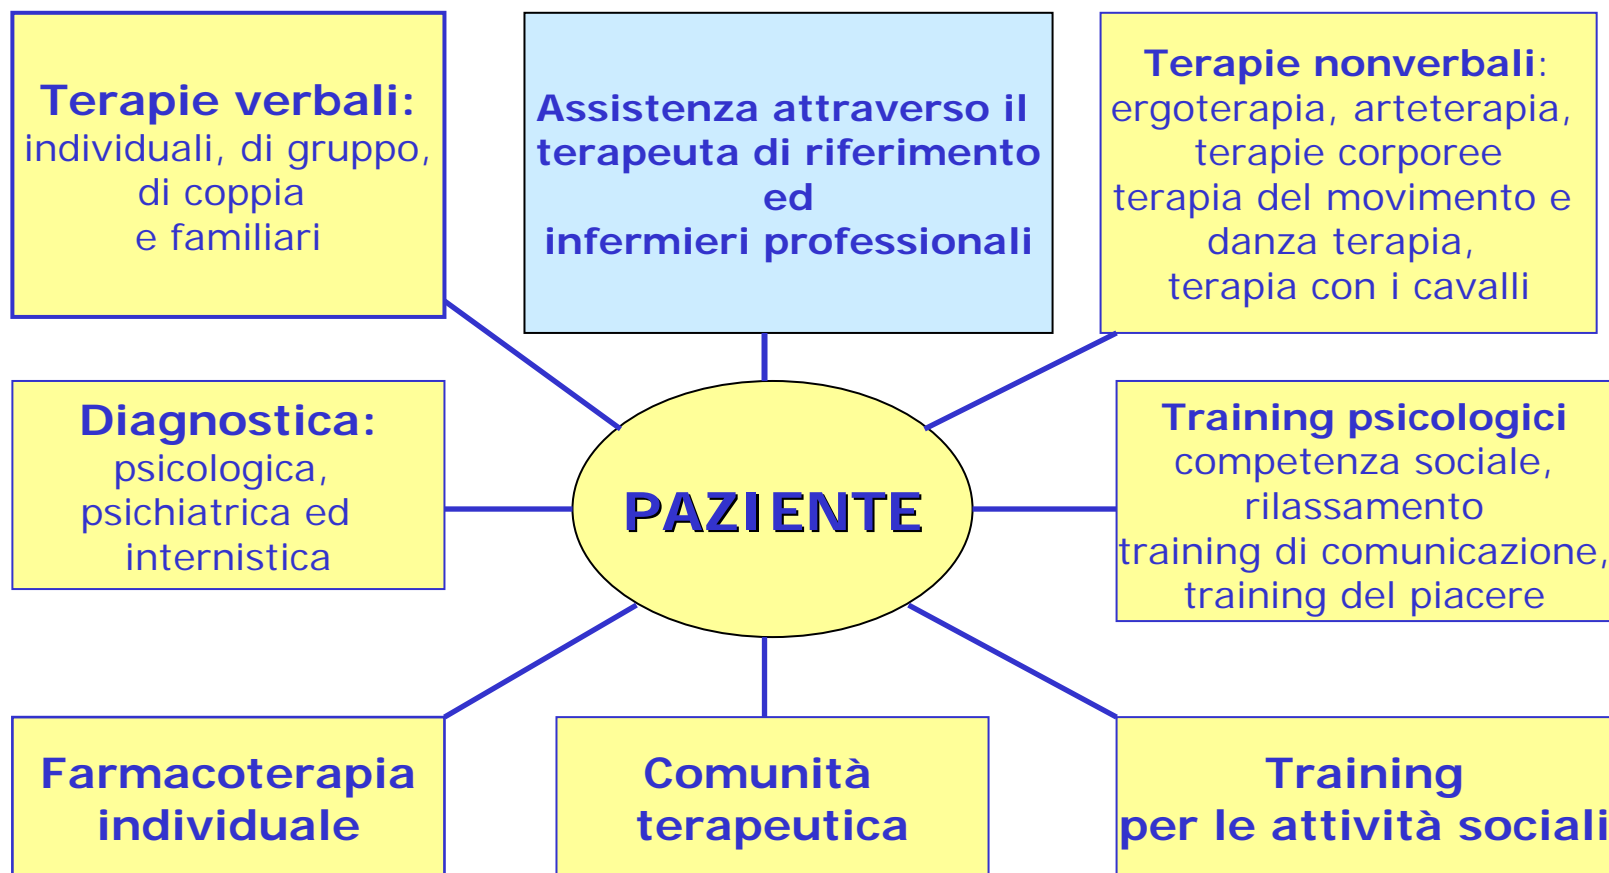 Terapie verbali:
individuali, di gruppo,
di coppia
e familiari
Assistenza attraverso il
terapeuta di riferimento
ed
infermieri professionali
Terapie nonverbali:
ergoterapia, arteterapia,
terapie corporee
terapia del movimento e
danza terapia,
terapia con i cavalli
Diagnostica:
psicologica,
psichiatrica ed
internistica
PAZIENTE
Training psicologici
competenza sociale,
rilassamento
training di comunicazione,
training del piacere
Farmacoterapia
individuale
Comunità
terapeutica
Training
per le attività sociali